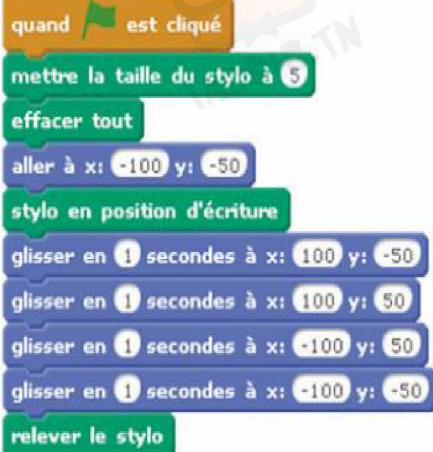 quand est cliqué
mettre la taille du stylo à 5
effacer tout
aller à x: -100 y: -50
stylo en position d'écriture
glisser en 1 secondes à x: 100 y: -50
glisser en 1 secondes à x: 100 y: 50
glisser en 1 secondes à x: -100 y: 50
glisser en 1 secondes à x: -100 y: -50
relever le stylo